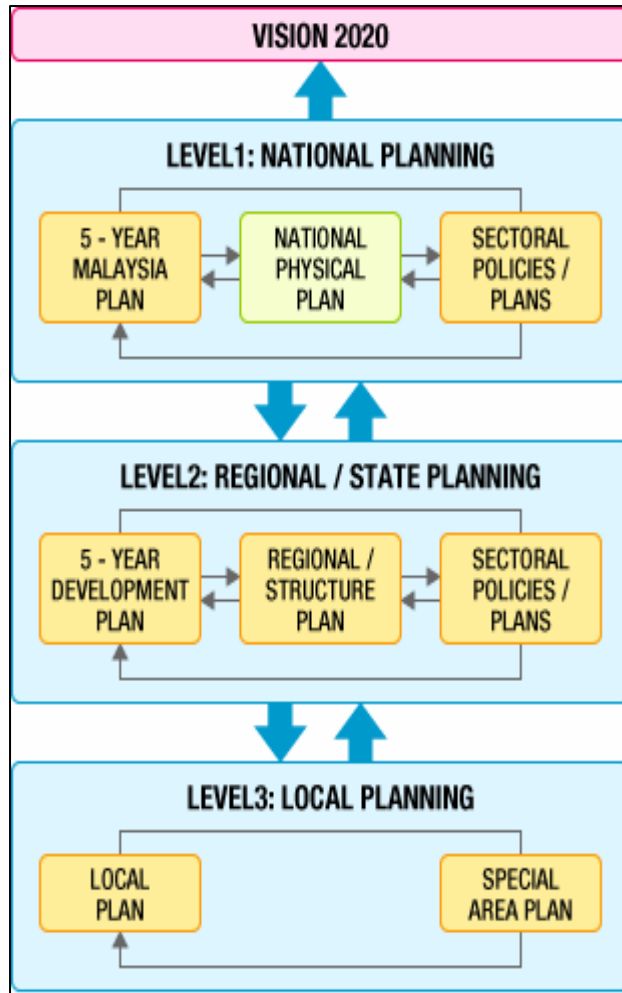 VISION 2020
LEVEL1: NATIONAL PLANNING
5 - YEAR
MALAYSIA
PLAN
NATIONAL
PHYSICAL
PLAN
SECTORAL
POLICIES /
PLANS
LEVEL2: REGIONAL / STATE PLANNING
5 - YEAR
DEVELOPMENT
PLAN
REGIONAL /
STRUCTURE
PLAN
SECTORAL
POLICIES /
PLANS
LEVEL3: LOCAL PLANNING
LOCAL
PLAN
SPECIAL
AREA PLAN